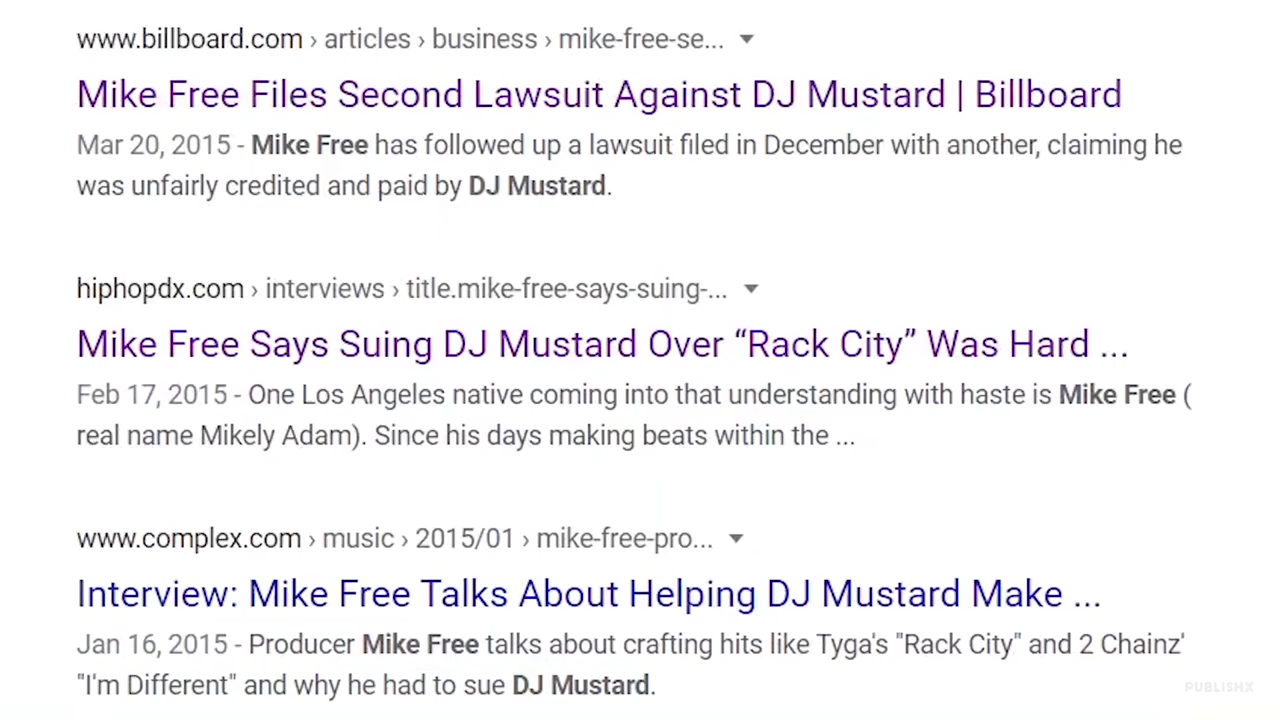 www.billboard.com › articles › business › mike-free-se...
Mike Free Files Second Lawsuit Against DJ Mustard | Billboard
Mar 20, 2015 - Mike Free has followed up a lawsuit filed in December with another, claiming he
was unfairly credited and paid by DJ Mustard.
hiphopdx.com › interviews › title.mike-free-says-suing-...
Mike Free Says Suing DJ Mustard Over “Rack City” Was Hard ...
Feb 17, 2015 - One Los Angeles native coming into that understanding with haste is Mike Free (
real name Mikely Adam). Since his days making beats within the ...
www.complex.com › music › 2015/01 › mike-free-pro...
Interview: Mike Free Talks About Helping DJ Mustard Make ...
Jan 16, 2015 - Producer Mike Free talks about crafting hits like Tyga's "Rack City" and 2 Chainz'
"I'm Different" and why he had to sue DJ Mustard.
PUBLISHX